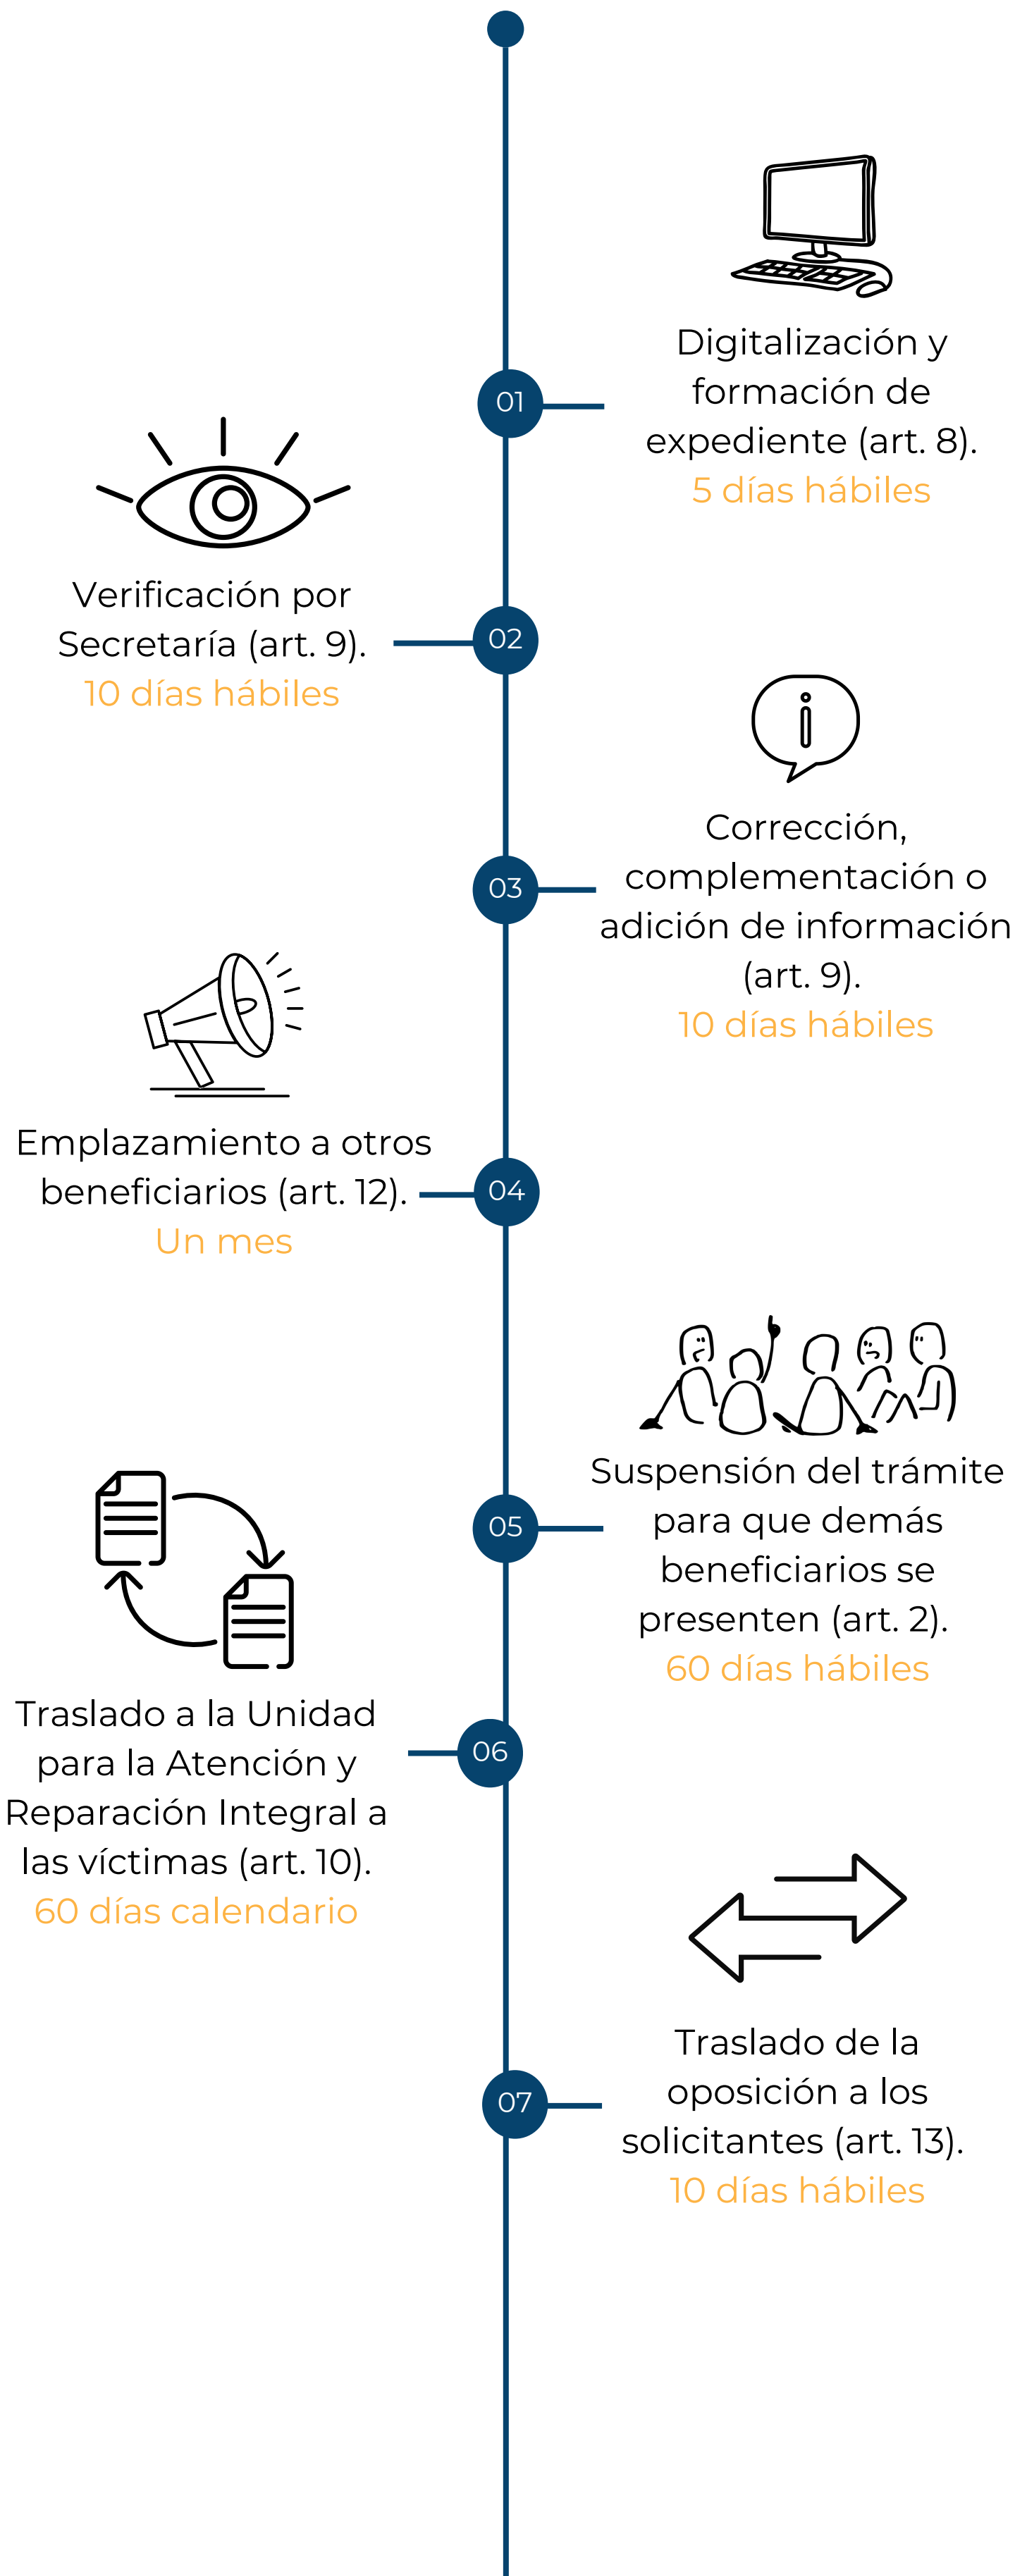 01
Digitalización y
formación de
expediente (art. 8).
5 días hábiles
02
Verificación por
Secretaría (art. 9).
10 días hábiles
03
Corrección,
complementación o
adición de información
(art. 9).
10 días hábiles
04
Emplazamiento a otros
beneficiarios (art. 12).
Un mes
05
Suspensión del trámite
para que demás
beneficiarios se
presenten (art. 2).
60 días hábiles
06
Traslado a la Unidad
para la Atención y
Reparación Integral a
las víctimas (art. 10).
60 días calendario
07
Traslado de la
oposición a los
solicitantes (art. 13).
10 días hábiles